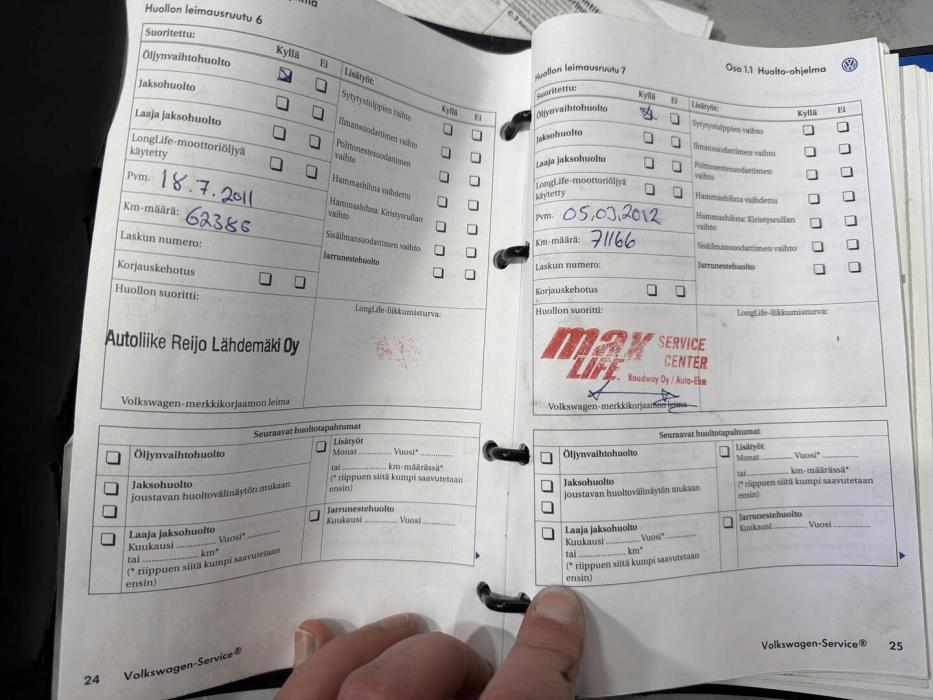 Huollon leimausruutu 6
Suoritettu:
Kyllä Ei
Öljynvaihtohuolto
Jaksohuolto
Laaja jaksohuolto
LongLife-moottoriöljyä
käytetty
Pvm. 18.7.2011
Km-määrä: 62386
Laskun numero:
Korjauskehotus
Lisätyöt:
Kyllä Ei
Sytytystulppien vaihto
Ilmansuodattimen vaihto
Polttonestesuodattimen
vaihto
Hammashihna vaihdettu
Hammashihna: Kiristysrullan
vaihto
Sisäilmansuodattimen vaihto
Jarrunestehuolto
Huollon suoritti:
LongLife-liikkumisturva:
Autoliike Reijo Lähdemäki Oy
Volkswagen-merkkikorjaamon leima
Seuraavat huoltotapahtumat
Öljynvaihtohuolto
Jaksohuolto
joustavan huoltovälinäytön mukaan
Laaja jaksohuolto
Kuukausi .............. Vuosi* ..............
tai .................... km*
(* riippuen siitä kumpi saavutetaan
ensin)
Lisätyöt
Monat ............ Vuosi* ............
tai .................... km-määrässä*
(* riippuen siitä kumpi saavutetaan
ensin)
Jarrunestehuolto
Kuukausi ............ Vuosi ............
24 Volkswagen-Service®
Huollon leimausruutu 7
Osa 1.1 Huolto-ohjelma
Suoritettu:
Kyllä Ei
Öljynvaihtohuolto
Jaksohuolto
Laaja jaksohuolto
LongLife-moottoriöljyä
käytetty
Pvm. 05.03.2012
Km-määrä: 71166
Laskun numero:
Korjauskehotus
Lisätyöt:
Kyllä Ei
Sytytystulppien vaihto
Ilmansuodattimen vaihto
Polttonestesuodattimen
vaihto
Hammashihna vaihdettu
Hammashihna: Kiristysrullan
vaihto
Sisäilmansuodattimen vaihto
Jarrunestehuolto
Huollon suoritti:
LongLife-liikkumisturva:
max LIFE. SERVICE
CENTER
Roadway Oy / Auto-Eke
Volkswagen-merkkikorjaamon leima
Seuraavat huoltotapahtumat
Öljynvaihtohuolto
Jaksohuolto
joustavan huoltovälinäytön mukaan
Laaja jaksohuolto
Kuukausi .............. Vuosi* ..............
tai .................... km*
(* riippuen siitä kumpi saavutetaan
ensin)
Lisätyöt
Monat ............ Vuosi* ............
tai .................... km-määrässä*
(* riippuen siitä kumpi saavutetaan
ensin)
Jarrunestehuolto
Kuukausi ............ Vuosi ............
Volkswagen-Service® 25